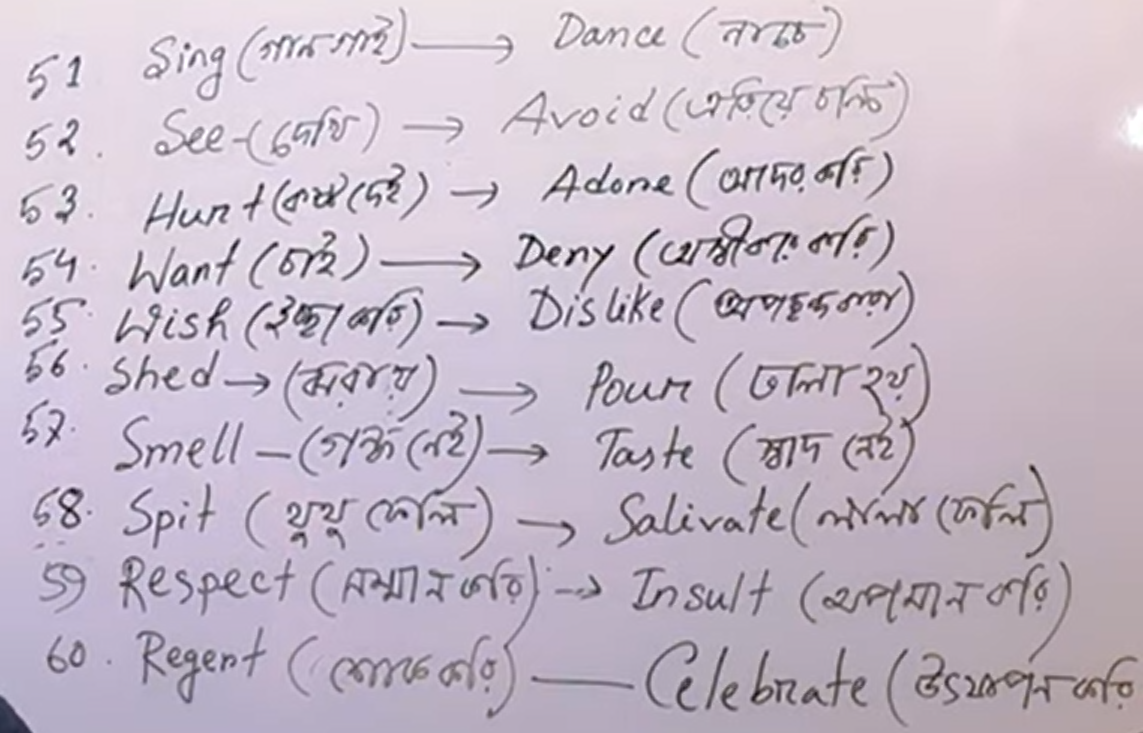 51 Sing (গান গাই) → Dance (নাচে)
52. See - (দেখি) → Avoid (এরিয়ে চলি)
53. Hurt (কষ্ট দেই) → Adore (আদর করি)
54. Want (চাই) → Deny (অস্বীকার করি)
55. Wish (ইচ্ছা করি) → Dislike (অপছন্দ করা)
56. Shed → (ঝরায়) → Pour (ঢালা হয়)
57. Smell - (গন্ধ নেই) → Taste (স্বাদ নেই)
58. Spit (থুথু ফেলি) → Salivate (লালা ফেলি)
59 Respect (সম্মান করি) → Insult (অপমান করি)
60. Regent (শোক করি) — Celebrate (উৎযাপন করি